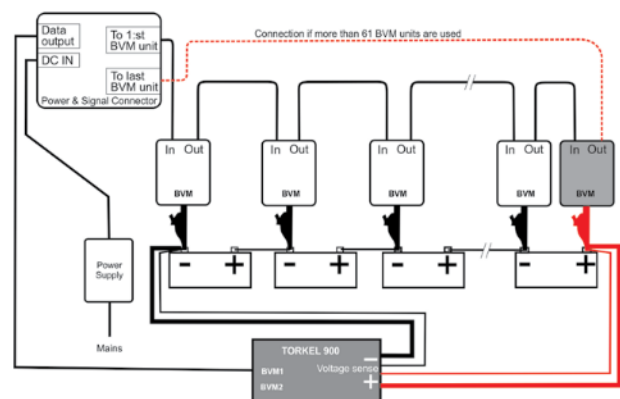 Data
output
To 1:st
BVM unit
DC IN
To last
BVM unit
Power & Signal Connector
Connection if more than 61 BVM units are used
In Out
BVM
In Out
BVM
In Out
BVM
In Out
BVM
In Out
BVM
- +
- +
- +
- +
Power
Supply
Mains
TORKEL 900
-
Voltage sense
+
BVM1
BVM2